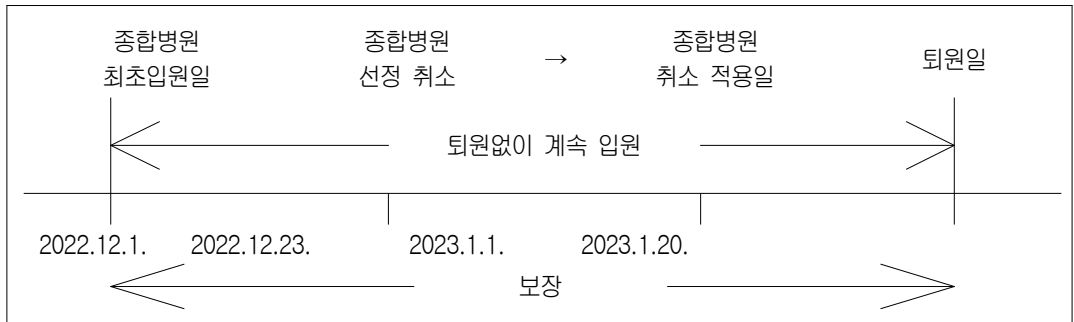 종합병원 최초입원일
종합병원 선정 취소
→
종합병원 취소 적용일
퇴원일
퇴원없이 계속 입원
2022.12.1. 2022.12.23. 2023.1.1. 2023.1.20.
보장